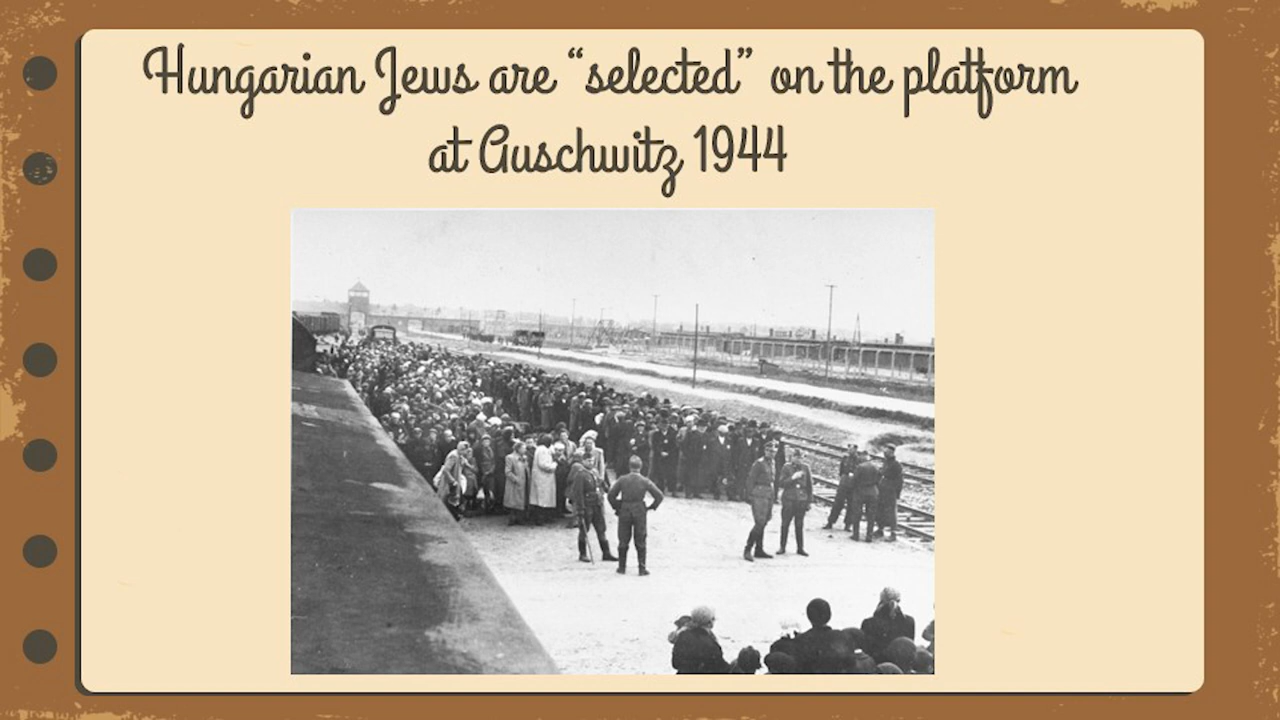 Hungarian Jews are “selected” on the platform
at Auschwitz 1944